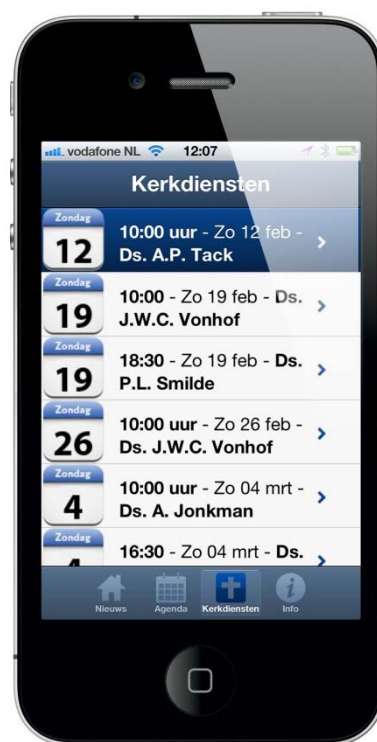 vodafone NL 12:07
Kerkdiensten
Zondag
12
10:00 uur - Zo 12 feb -
Ds. A.P. Tack
Zondag
19
10:00 - Zo 19 feb - Ds.
J.W.C. Vonhof
Zondag
19
18:30 - Zo 19 feb - Ds.
P.L. Smilde
Zondag
26
10:00 uur - Zo 26 feb -
Ds. J.W.C. Vonhof
Zondag
4
10:00 uur - Zo 04 mrt -
Ds. A. Jonkman
Zondag
4
16:30 - Zo 04 mrt - Ds.
Nieuws Agenda Kerkdiensten Info